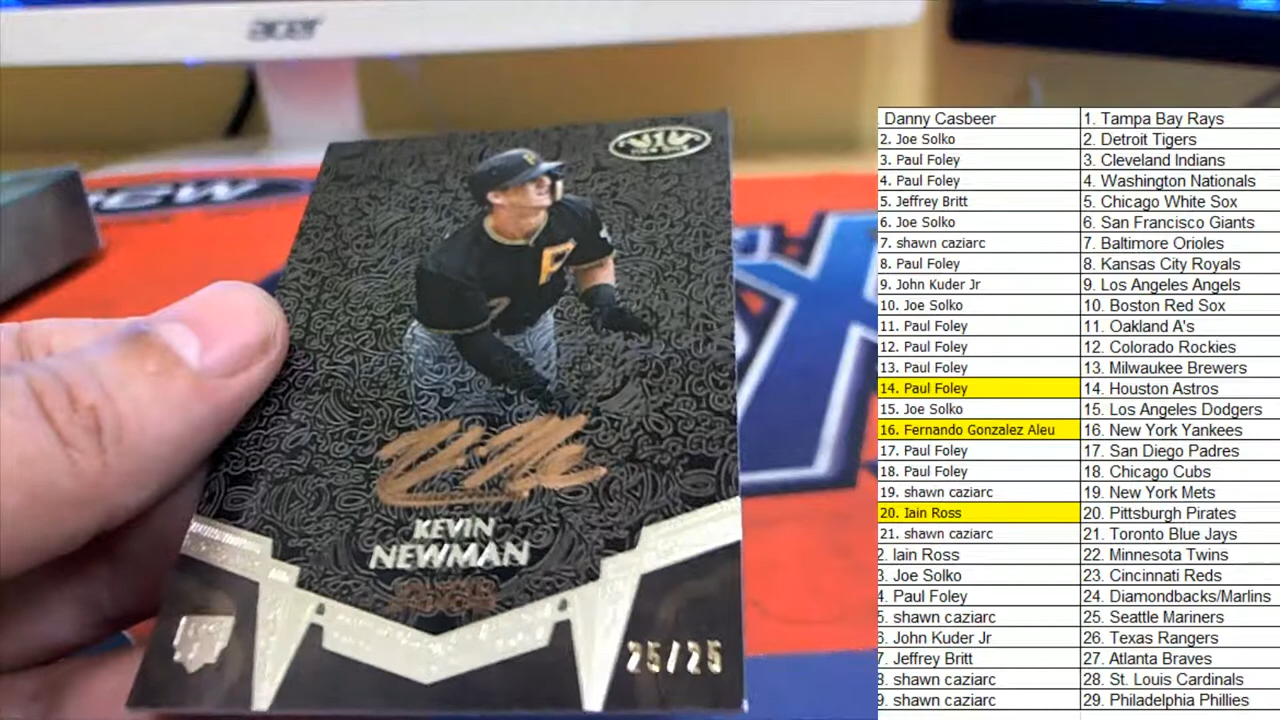 acer
KEVIN
NEWMAN
25/25
P
Danny Casbeer 1. Tampa Bay Rays
2. Joe Solko 2. Detroit Tigers
3. Paul Foley 3. Cleveland Indians
4. Paul Foley 4. Washington Nationals
5. Jeffrey Britt 5. Chicago White Sox
6. Joe Solko 6. San Francisco Giants
7. shawn caziarc 7. Baltimore Orioles
8. Paul Foley 8. Kansas City Royals
9. John Kuder Jr 9. Los Angeles Angels
10. Joe Solko 10. Boston Red Sox
11. Paul Foley 11. Oakland A's
12. Paul Foley 12. Colorado Rockies
13. Paul Foley 13. Milwaukee Brewers
14. Paul Foley 14. Houston Astros
15. Joe Solko 15. Los Angeles Dodgers
16. Fernando Gonzalez Aleu 16. New York Yankees
17. Paul Foley 17. San Diego Padres
18. Paul Foley 18. Chicago Cubs
19. shawn caziarc 19. New York Mets
20. Iain Ross 20. Pittsburgh Pirates
21. shawn caziarc 21. Toronto Blue Jays
2. Iain Ross 22. Minnesota Twins
3. Joe Solko 23. Cincinnati Reds
4. Paul Foley 24. Diamondbacks/Marlins
5. shawn caziarc 25. Seattle Mariners
6. John Kuder Jr 26. Texas Rangers
7. Jeffrey Britt 27. Atlanta Braves
8. shawn caziarc 28. St. Louis Cardinals
9. shawn caziarc 29. Philadelphia Phillies